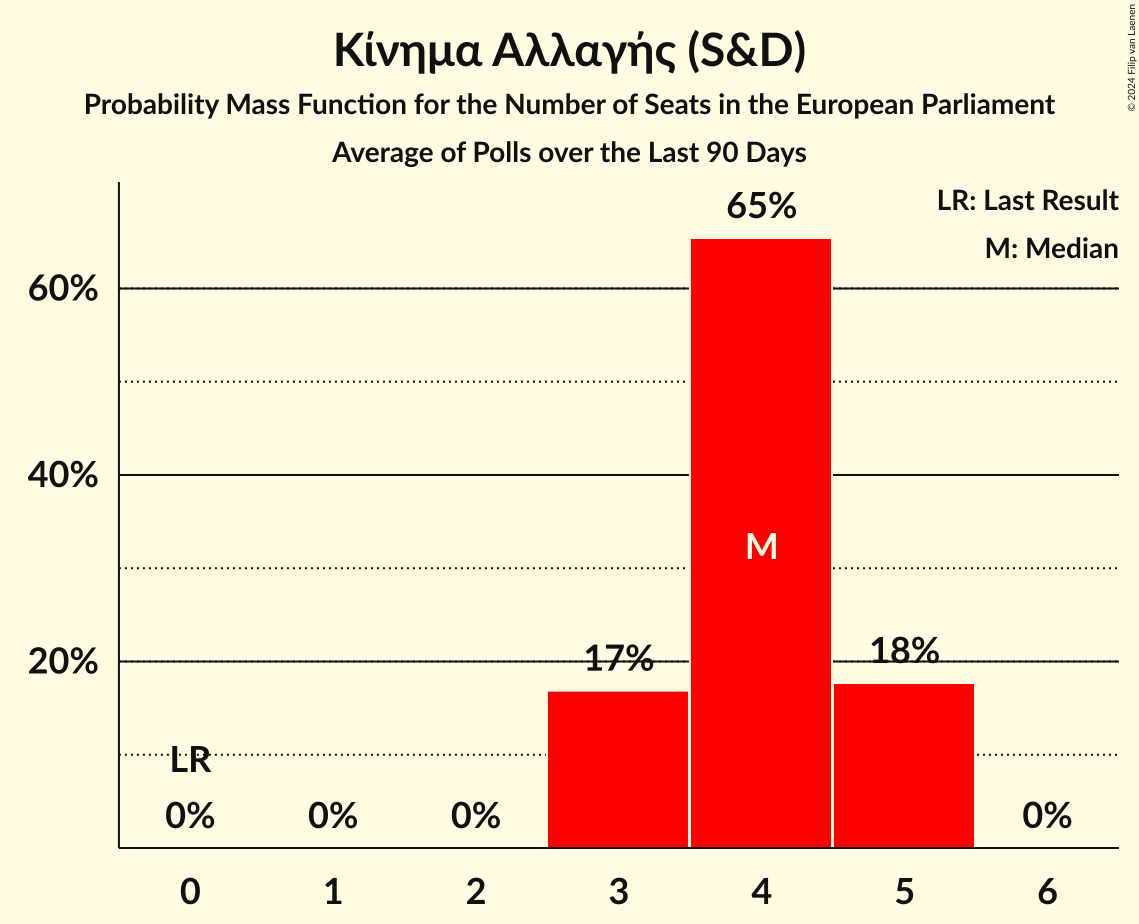 Κίνημα Αλλαγής (S&D)
Probability Mass Function for the Number of Seats in the European Parliament
Average of Polls over the Last 90 Days
© 2024 Filip van Laenen
LR: Last Result
M: Median
65%
60%
40%
M
20%
17%
18%
LR
0%
0%
0%
0%
0
1
2
3
4
5
6